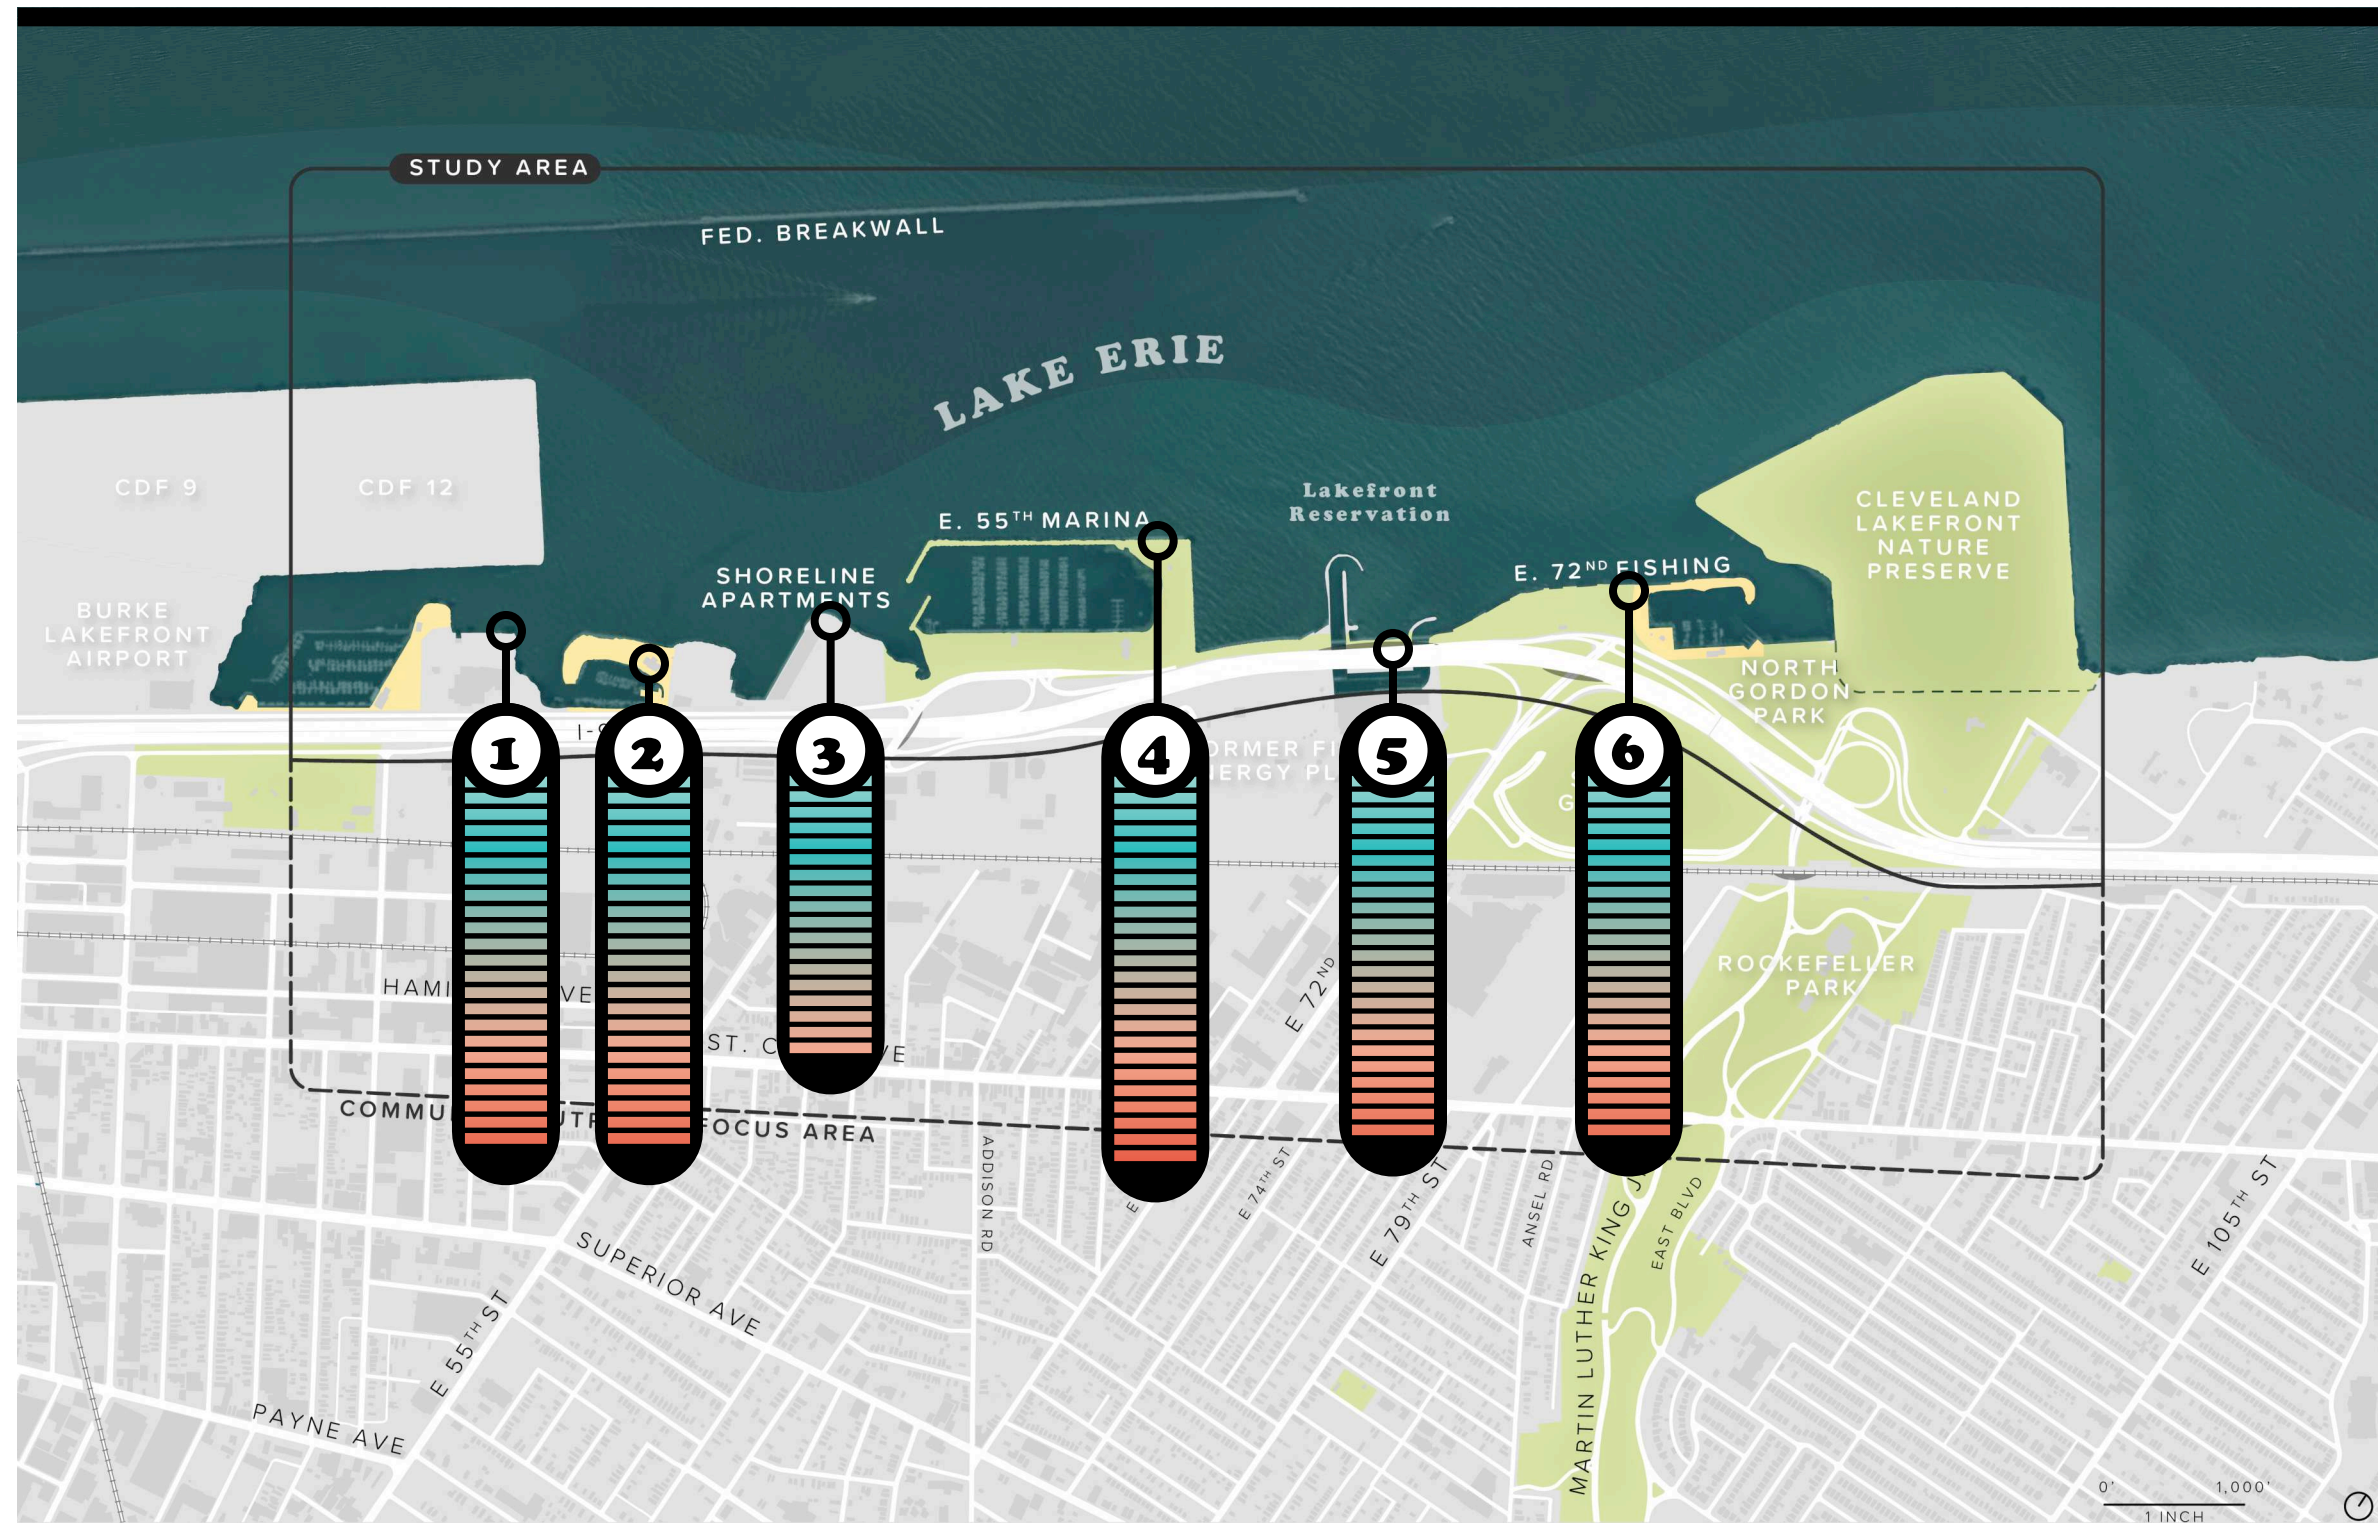 STUDY AREA
FED. BREAKWALL
LAKE ERIE
CDF 9
CDF 12
Lakefront
Reservation
CLEVELAND
LAKEFRONT
NATURE
PRESERVE
E. 55TH MARINA
SHORELINE
APARTMENTS
E. 72ND FISHING
BURKE
LAKEFRONT
AIRPORT
NORTH
GORDON
PARK
1
2
3
4
5
6
ROCKEFELLER
PARK
E 72ND
ST.
FOCUS AREA
ADDISON RD
E 74TH ST
E 79TH ST
ANSEL RD
MARTIN LUTHER KING
EAST BLVD
E 105TH ST
SUPERIOR AVE
E 55TH ST
PAYNE AVE
0'
1,000'
1 INCH